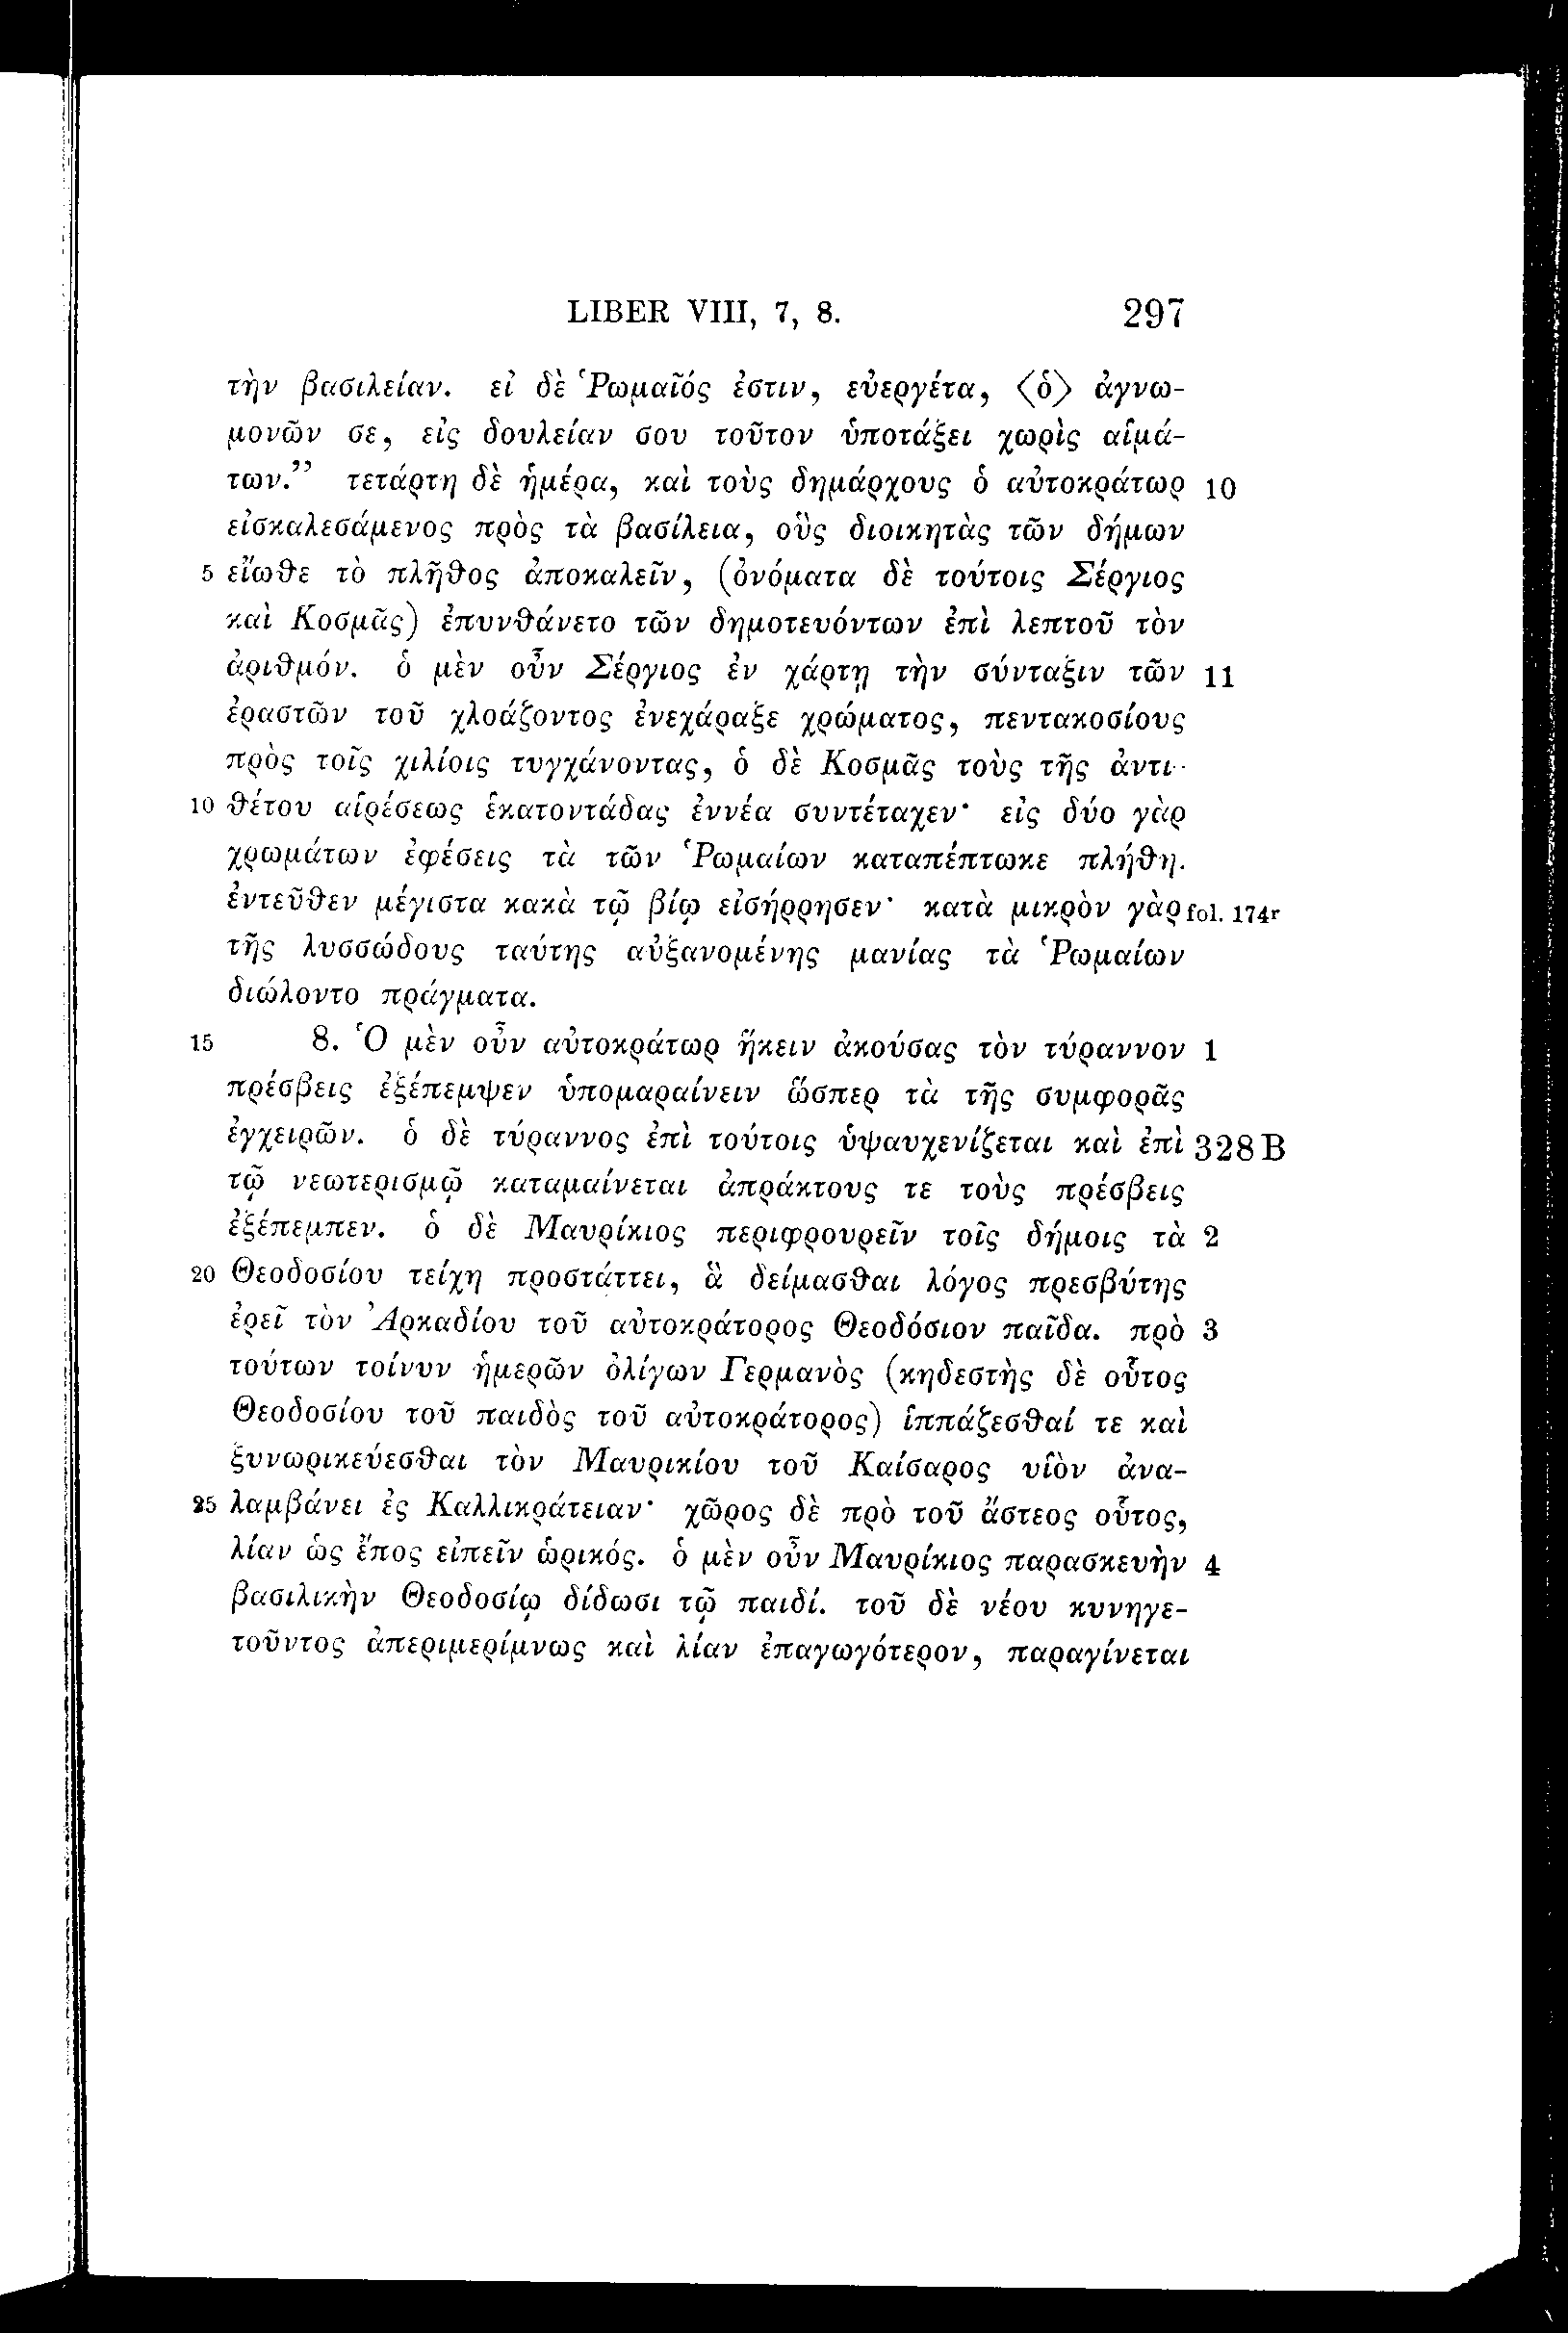 LIBER VIII, 7, 8. 297
τὴν βασιλείαν. εἰ δὲ Ῥωμαῖός ἐστιν, εὐεργέτα, ⟨ὁ⟩ ἀγνω-
μονῶν σε, εἰς δουλείαν σου τοῦτον ὑποτάξει χωρὶς αἱμά-
των.” τετάρτη δὲ ἡμέρα, καὶ τοὺς δημάρχους ὁ αὐτοκράτωρ 10
εἰσκαλεσάμενος πρὸς τὰ βασίλεια, οὓς διοικητὰς τῶν δήμων
5 εἴωθε τὸ πλῆθος ἀποκαλεῖν, (ὀνόματα δὲ τούτοις Σέργιος
καὶ Κοσμᾶς) ἐπυνθάνετο τῶν δημοτευόντων ἐπὶ λεπτοῦ τὸν
ἀριθμόν. ὁ μὲν οὖν Σέργιος ἐν χάρτῃ τὴν σύνταξιν τῶν 11
ἐραστῶν τοῦ χλοάζοντος ἐνεχάραξε χρώματος, πεντακοσίους
πρὸς τοῖς χιλίοις τυγχάνοντας, ὁ δὲ Κοσμᾶς τοὺς τῆς ἀντι-
10 θέτου αἱρέσεως ἑκατοντάδας ἐννέα συντέταχεν· εἰς δύο γὰρ
χρωμάτων ἐφέσεις τὰ τῶν Ῥωμαίων καταπέπτωκε πλήθη.
ἐντεῦθεν μέγιστα κακὰ τῷ βίῳ εἰσήρρησεν· κατὰ μικρὸν γὰρ fol. 174r
τῆς λυσσώδους ταύτης αὐξανομένης μανίας τὰ Ῥωμαίων
διώλοντο πράγματα.
15 8. Ὁ μὲν οὖν αὐτοκράτωρ ἥκειν ἀκούσας τὸν τύραννον 1
πρέσβεις ἐξέπεμψεν ὑπομαραίνειν ὥσπερ τὰ τῆς συμφορᾶς
ἐγχειρῶν. ὁ δὲ τύραννος ἐπὶ τούτοις ὑψαυχενίζεται καὶ ἐπὶ 328 B
τῷ νεωτερισμῷ καταμαίνεται ἀπράκτους τε τοὺς πρέσβεις
ἐξέπεμπεν. ὁ δὲ Μαυρίκιος περιφρουρεῖν τοῖς δήμοις τὰ 2
20 Θεοδοσίου τείχη προστάττει, ἃ δείμασθαι λόγος πρεσβύτης
ἐρεῖ τὸν Ἀρκαδίου τοῦ αὐτοκράτορος Θεοδόσιον παῖδα. πρὸ 3
τούτων τοίνυν ἡμερῶν ὀλίγων Γερμανὸς (κηδεστὴς δὲ οὗτος
Θεοδοσίου τοῦ παιδὸς τοῦ αὐτοκράτορος) ἱππάζεσθαί τε καὶ
ξυνωρικεύεσθαι τὸν Μαυρικίου τοῦ Καίσαρος υἱὸν ἀνα-
25 λαμβάνει ἐς Καλλικράτειαν· χῶρος δὲ πρὸ τοῦ ἄστεος οὗτος,
λίαν ὡς ἔπος εἰπεῖν ὡρικός. ὁ μὲν οὖν Μαυρίκιος παρασκευὴν 4
βασιλικὴν Θεοδοσίῳ δίδωσι τῷ παιδί. τοῦ δὲ νέου κυνηγε-
τοῦντος ἀπεριμερίμνως καὶ λίαν ἐπαγωγότερον, παραγίνεται